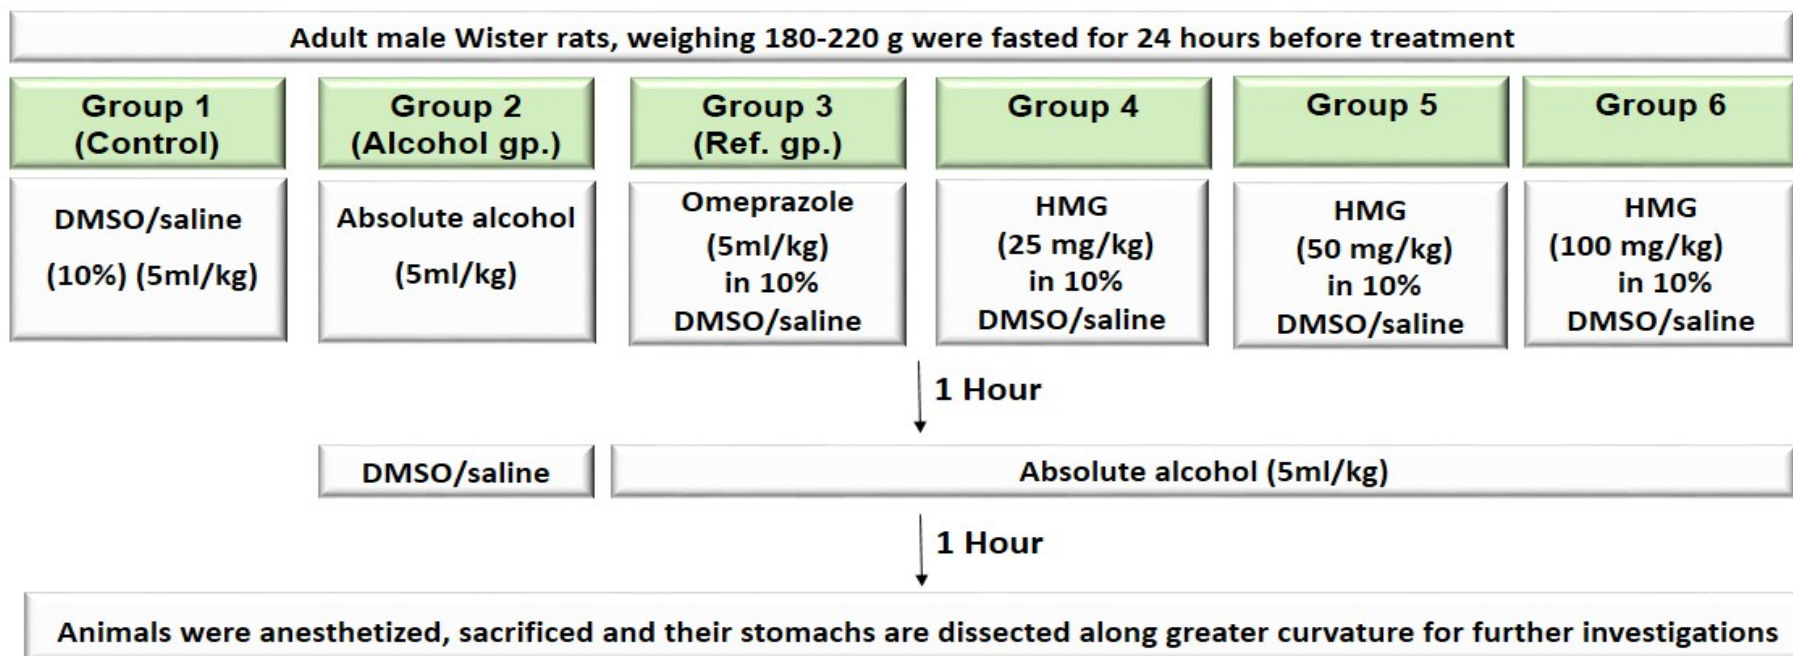 Adult male Wister rats, weighing 180-220 g were fasted for 24 hours before treatment
Group 1
(Control)
Group 2
(Alcohol gp.)
Group 3
(Ref. gp.)
Group 4
Group 5
Group 6
DMSO/saline
(10%) (5ml/kg)
Absolute alcohol
(5ml/kg)
Omeprazole
(5ml/kg)
in 10%
DMSO/saline
HMG
(25 mg/kg)
in 10%
DMSO/saline
HMG
(50 mg/kg)
in 10%
DMSO/saline
HMG
(100 mg/kg)
in 10%
DMSO/saline
1 Hour
DMSO/saline
Absolute alcohol (5ml/kg)
1 Hour
Animals were anesthetized, sacrificed and their stomachs are dissected along greater curvature for further investigations